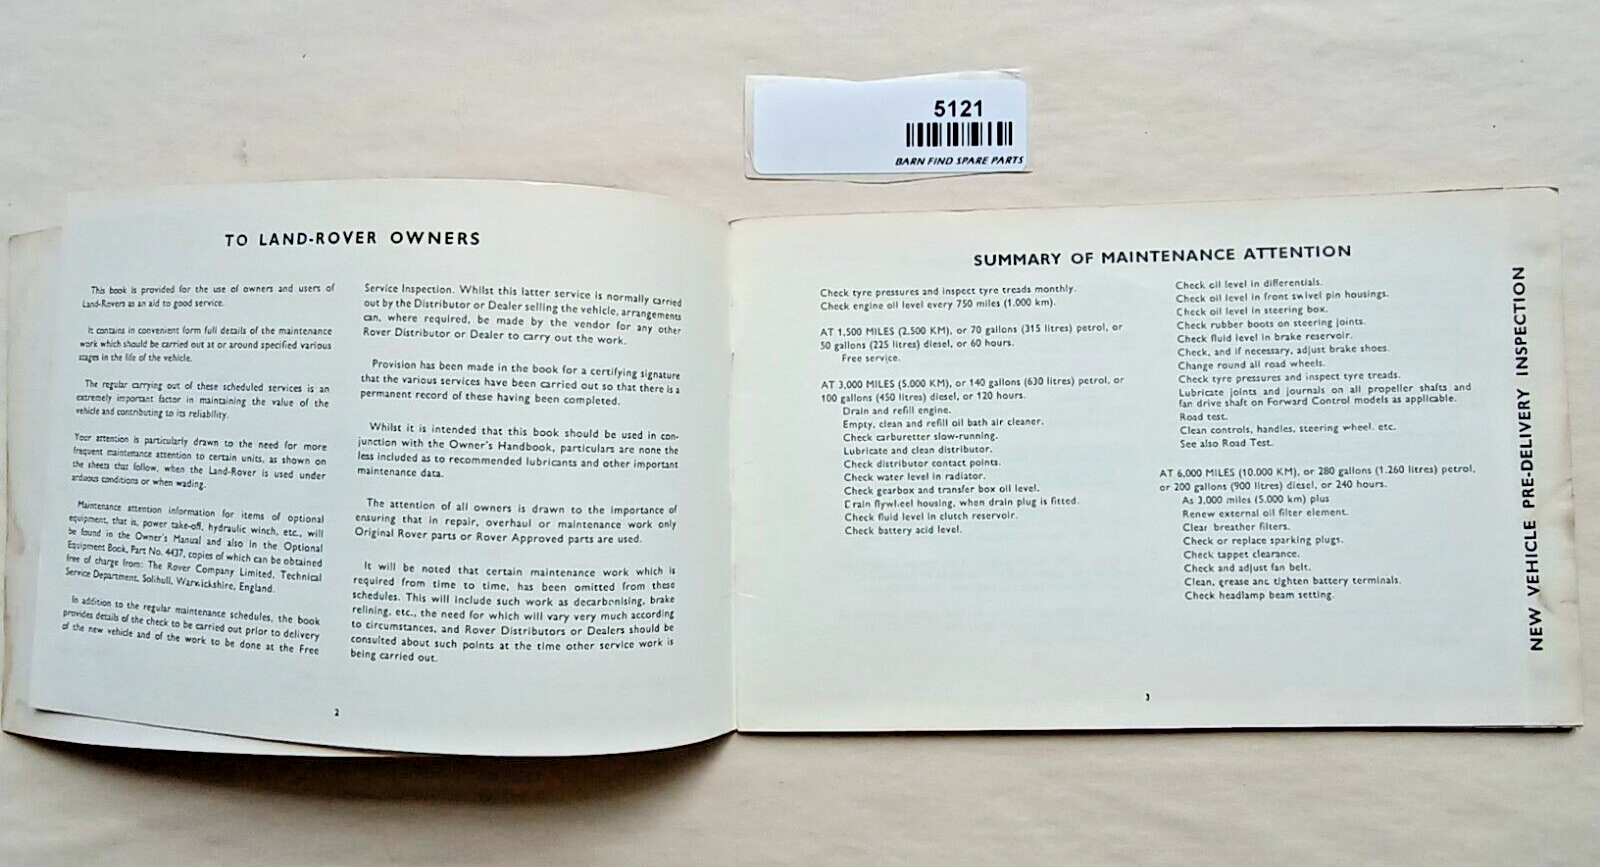 5121
BARN FIND SPARE PARTS
TO LAND-ROVER OWNERS
This book is provided for the use of owners and users of
Land-Rovers as an aid to good service.
It contains in convenient form full details of the maintenance
work which should be carried out at or around specified various
stages in the life of the vehicle.
The regular carrying out of these scheduled services is an
extremely important factor in maintaining the value of the
vehicle and contributing to its reliability.
Your attention is particularly drawn to the need for more
frequent maintenance attention to certain units, as shown on
the sheets that follow, when the Land-Rover is used under
arduous conditions or when wading.
Maintenance attention information for items of optional
equipment, that is, power take-off, hydraulic winch, etc., will
be found in the Owner's Manual and also in the Optional
Equipment Book, Part No. 4437, copies of which can be obtained
free of charge from: The Rover Company Limited, Technical
Service Department, Solihull, Warwickshire, England.
In addition to the regular maintenance schedules, the book
provides details of the check to be carried out prior to delivery
of the new vehicle and of the work to be done at the Free
Service Inspection. Whilst this latter service is normally carried
out by the Distributor or Dealer selling the vehicle, arrangements
can, where required, be made by the vendor for any other
Rover Distributor or Dealer to carry out the work.
Provision has been made in the book for a certifying signature
that the various services have been carried out so that there is a
permanent record of these having been completed.
Whilst it is intended that this book should be used in con-
junction with the Owner's Handbook, particulars are none the
less included as to recommended lubricants and other important
maintenance data.
The attention of all owners is drawn to the importance of
ensuring that in repair, overhaul or maintenance work only
Original Rover parts or Rover Approved parts are used.
It will be noted that certain maintenance work which is
required from time to time, has been omitted from these
schedules. This will include such work as decarbonising, brake
relining, etc., the need for which will vary very much according
to circumstances, and Rover Distributors or Dealers should be
consulted about such points at the time other service work is
being carried out.
2
SUMMARY OF MAINTENANCE ATTENTION
Check tyre pressures and inspect tyre treads monthly.
Check engine oil level every 750 miles (1.000 km).
AT 1,500 MILES (2.500 KM), or 70 gallons (315 litres) petrol, or
50 gallons (225 litres) diesel, or 60 hours.
Free service.
AT 3,000 MILES (5.000 KM), or 140 gallons (630 litres) petrol, or
100 gallons (450 litres) diesel, or 120 hours.
Drain and refill engine.
Empty, clean and refill oil bath air cleaner.
Check carburetter slow-running.
Lubricate and clean distributor.
Check distributor contact points.
Check water level in radiator.
Check gearbox and transfer box oil level.
Drain flywheel housing, when drain plug is fitted.
Check fluid level in clutch reservoir.
Check battery acid level.
Check oil level in differentials.
Check oil level in front swivel pin housings.
Check oil level in steering box.
Check rubber boots on steering joints.
Check fluid level in brake reservoir.
Check, and if necessary, adjust brake shoes.
Change round all road wheels.
Check tyre pressures and inspect tyre treads.
Lubricate joints and journals on all propeller shafts and
fan drive shaft on Forward Control models as applicable.
Road test.
Clean controls, handles, steering wheel. etc.
See also Road Test.
AT 6,000 MILES (10.000 KM), or 280 gallons (1.260 litres) petrol,
or 200 gallons (900 litres) diesel, or 240 hours.
As 3,000 miles (5.000 km) plus
Renew external oil filter element.
Clear breather filters.
Check or replace sparking plugs.
Check tappet clearance.
Check and adjust fan belt.
Clean, grease and tighten battery terminals.
Check headlamp beam setting.
3
NEW VEHICLE PRE-DELIVERY INSPECTION